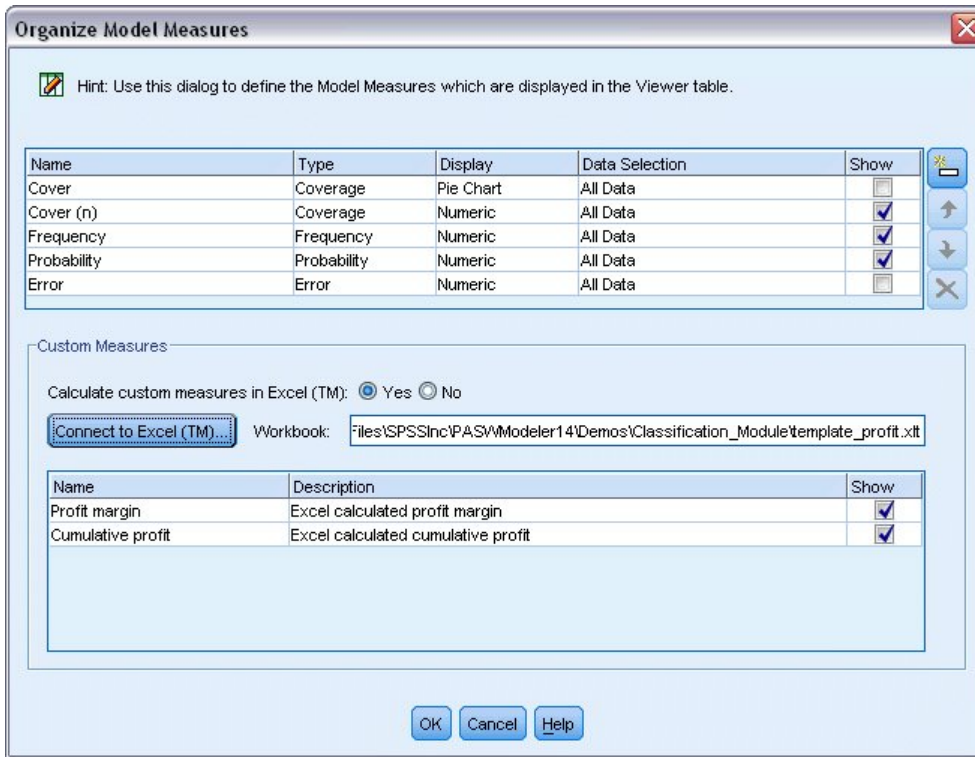 Organize Model Measures
Hint: Use this dialog to define the Model Measures which are displayed in the Viewer table.
Name Type Display Data Selection Show
Cover Coverage Pie Chart All Data
Cover (n) Coverage Numeric All Data
Frequency Frequency Numeric All Data
Probability Probability Numeric All Data
Error Error Numeric All Data
Custom Measures
Calculate custom measures in Excel (TM): Yes No
Connect to Excel (TM)... Workbook: Files\SPSSInc\PASWModeler14\Demos\Classification_Module\template_profit.xlt
Name Description Show
Profit margin Excel calculated profit margin
Cumulative profit Excel calculated cumulative profit
OK Cancel Help